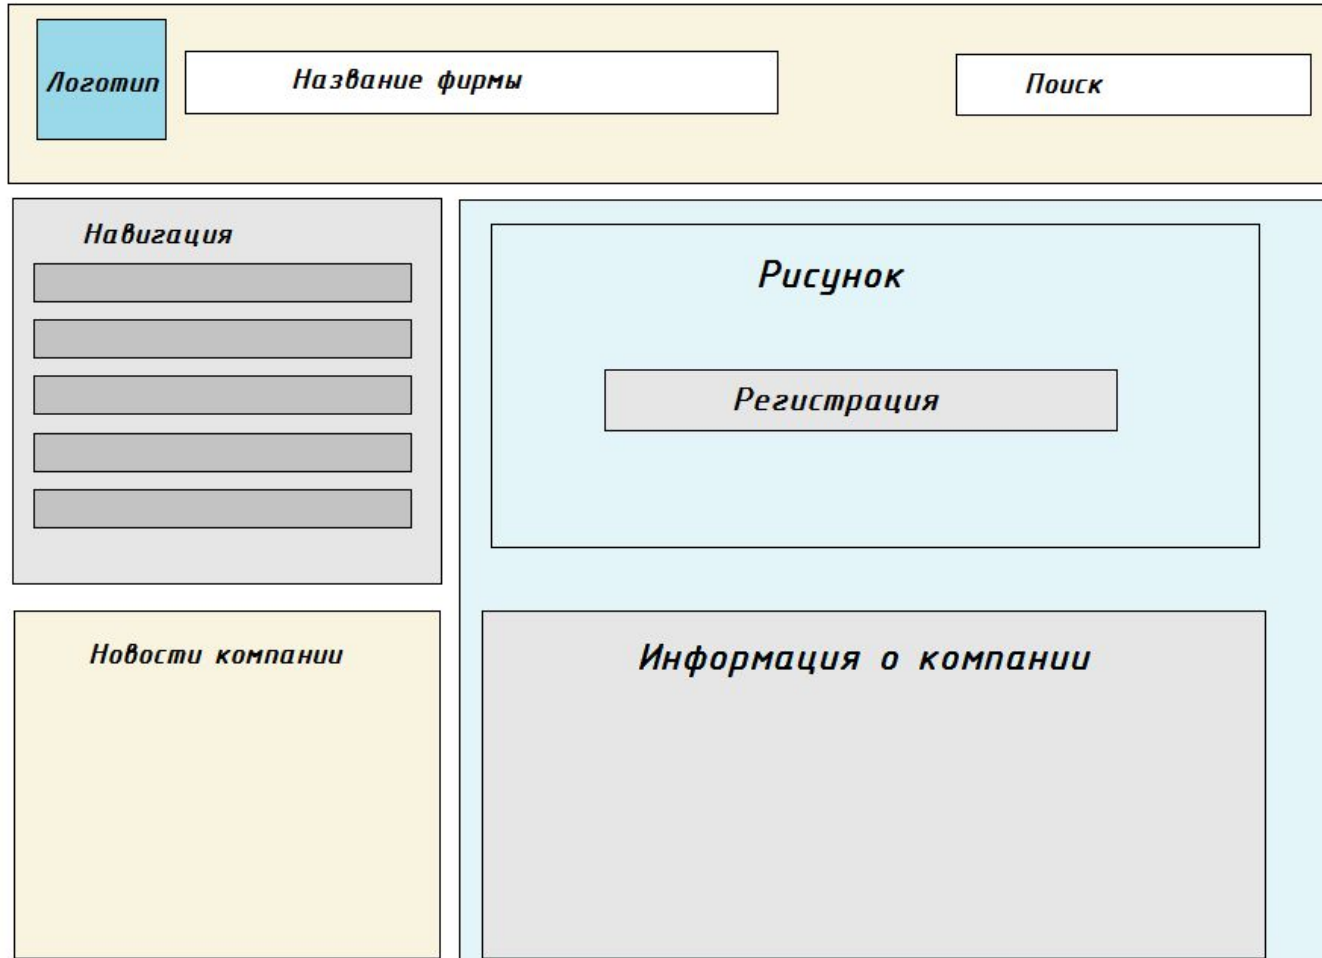 Логотип
Название фирмы
Поиск
Навигация
Рисунок
Регистрация
Новости компании
Информация о компании